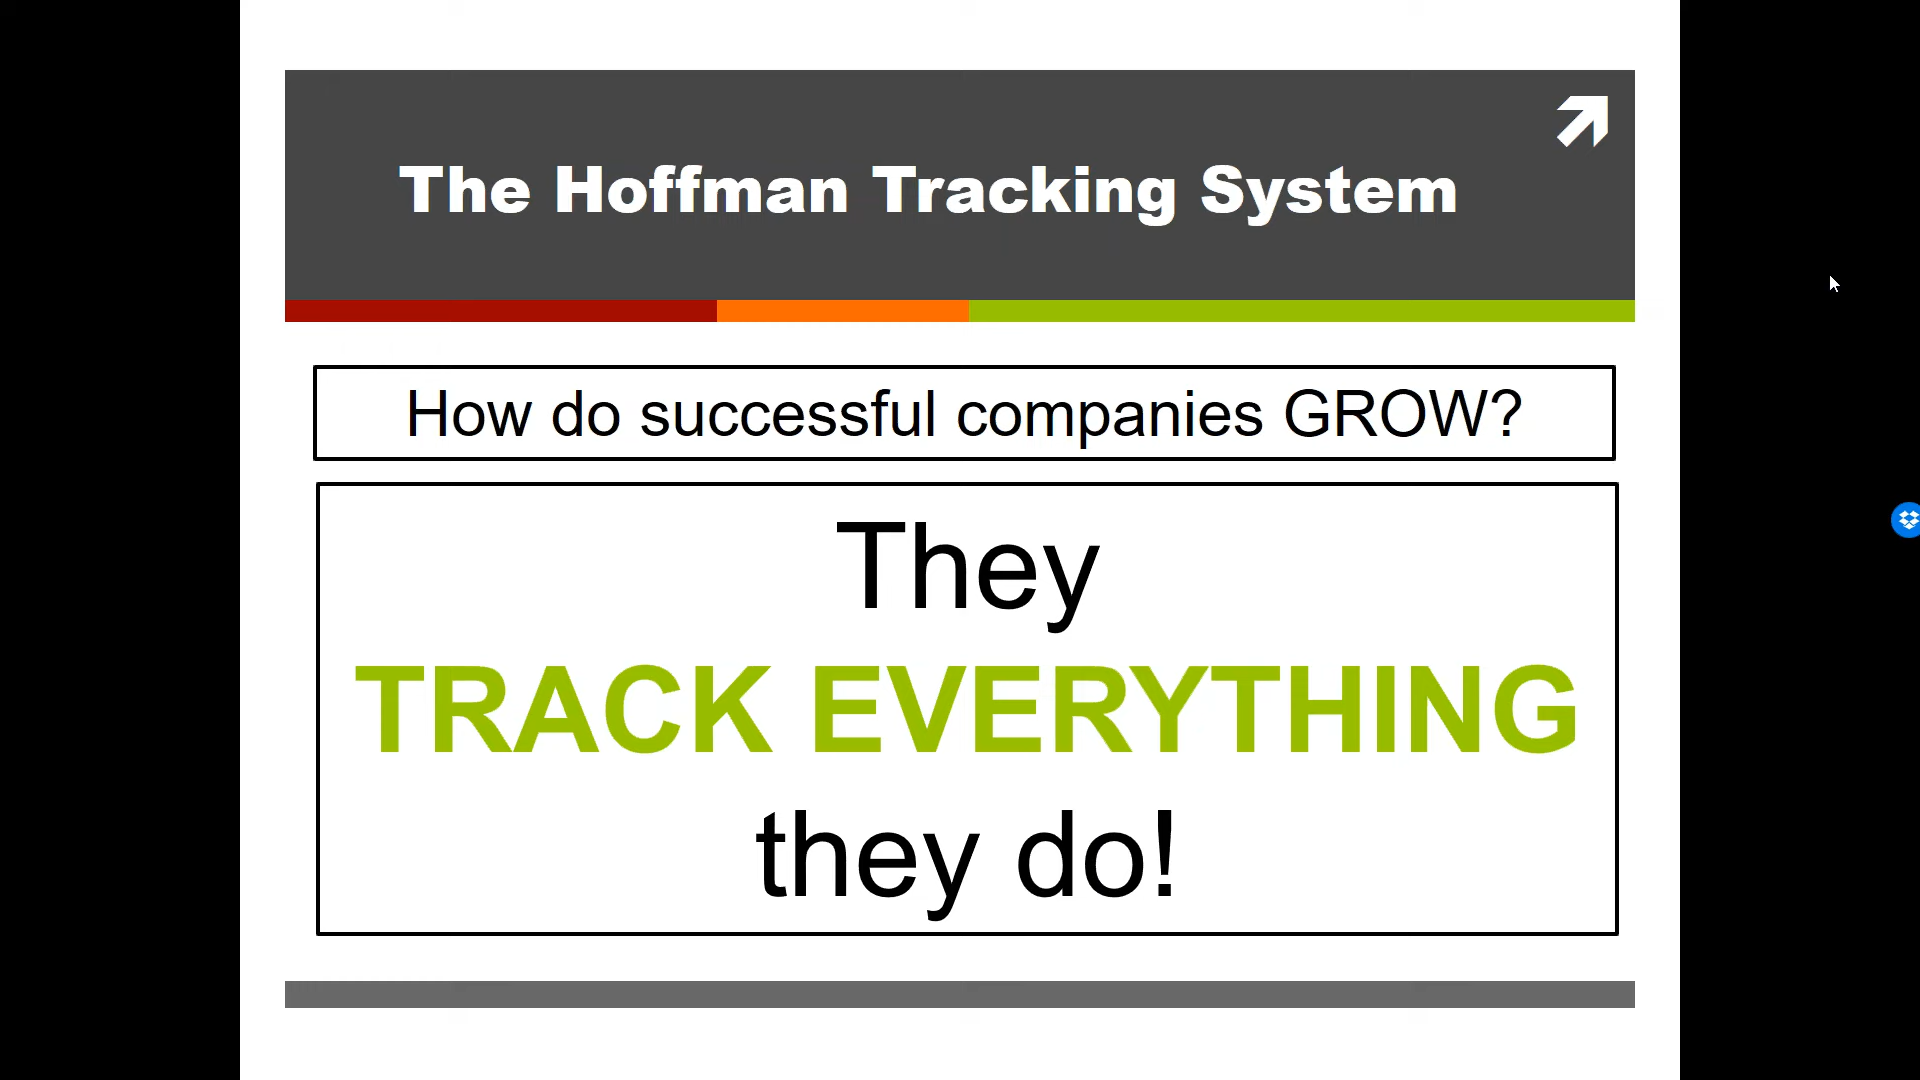 The Hoffman Tracking System
How do successful companies GROW?
They
TRACK EVERYTHING
they do!